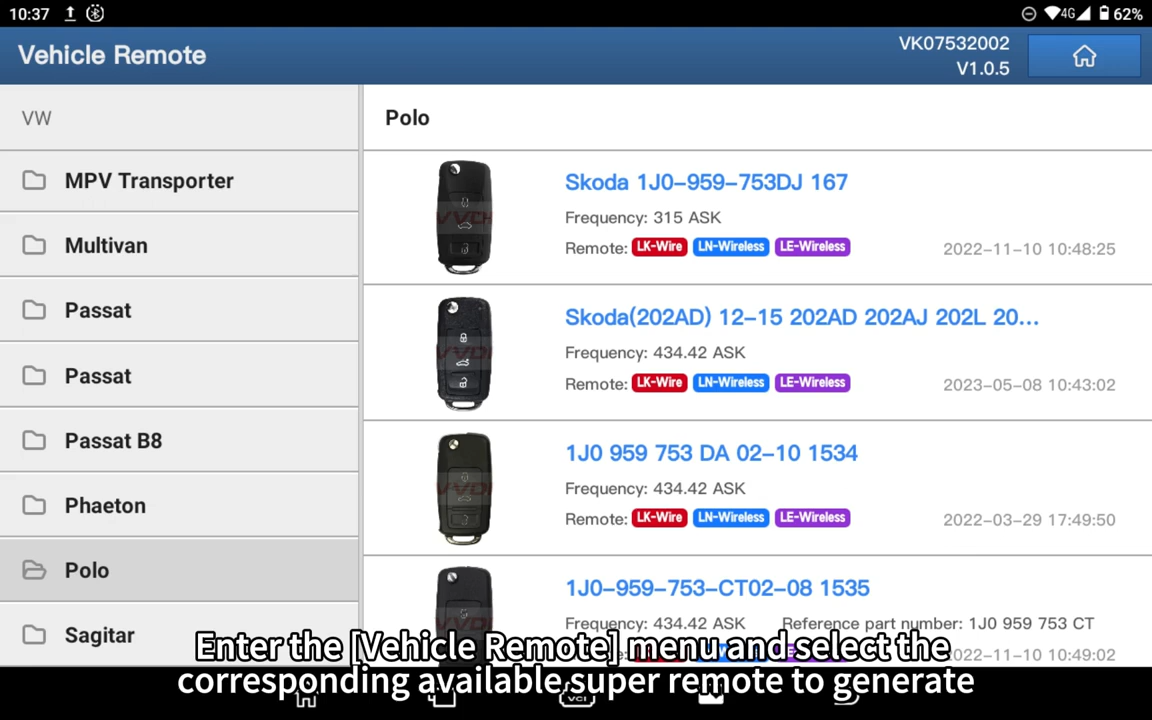 10:37
4G 62%
Vehicle Remote
VK07532002
V1.0.5
VW
MPV Transporter
Multivan
Passat
Passat
Passat B8
Phaeton
Polo
Sagitar
Polo
Skoda 1J0-959-753DJ 167
Frequency: 315 ASK
Remote: LK-Wire LN-Wireless LE-Wireless 2022-11-10 10:48:25
Skoda(202AD) 12-15 202AD 202AJ 202L 20...
Frequency: 434.42 ASK
Remote: LK-Wire LN-Wireless LE-Wireless 2023-05-08 10:43:02
1J0 959 753 DA 02-10 1534
Frequency: 434.42 ASK
Remote: LK-Wire LN-Wireless LE-Wireless 2022-03-29 17:49:50
1J0-959-753-CT02-08 1535
Frequency: 434.42 ASK Reference part number: 1J0 959 753 CT
2022-11-10 10:49:02
Enter the [Vehicle Remote] menu and select the
corresponding available super remote to generate